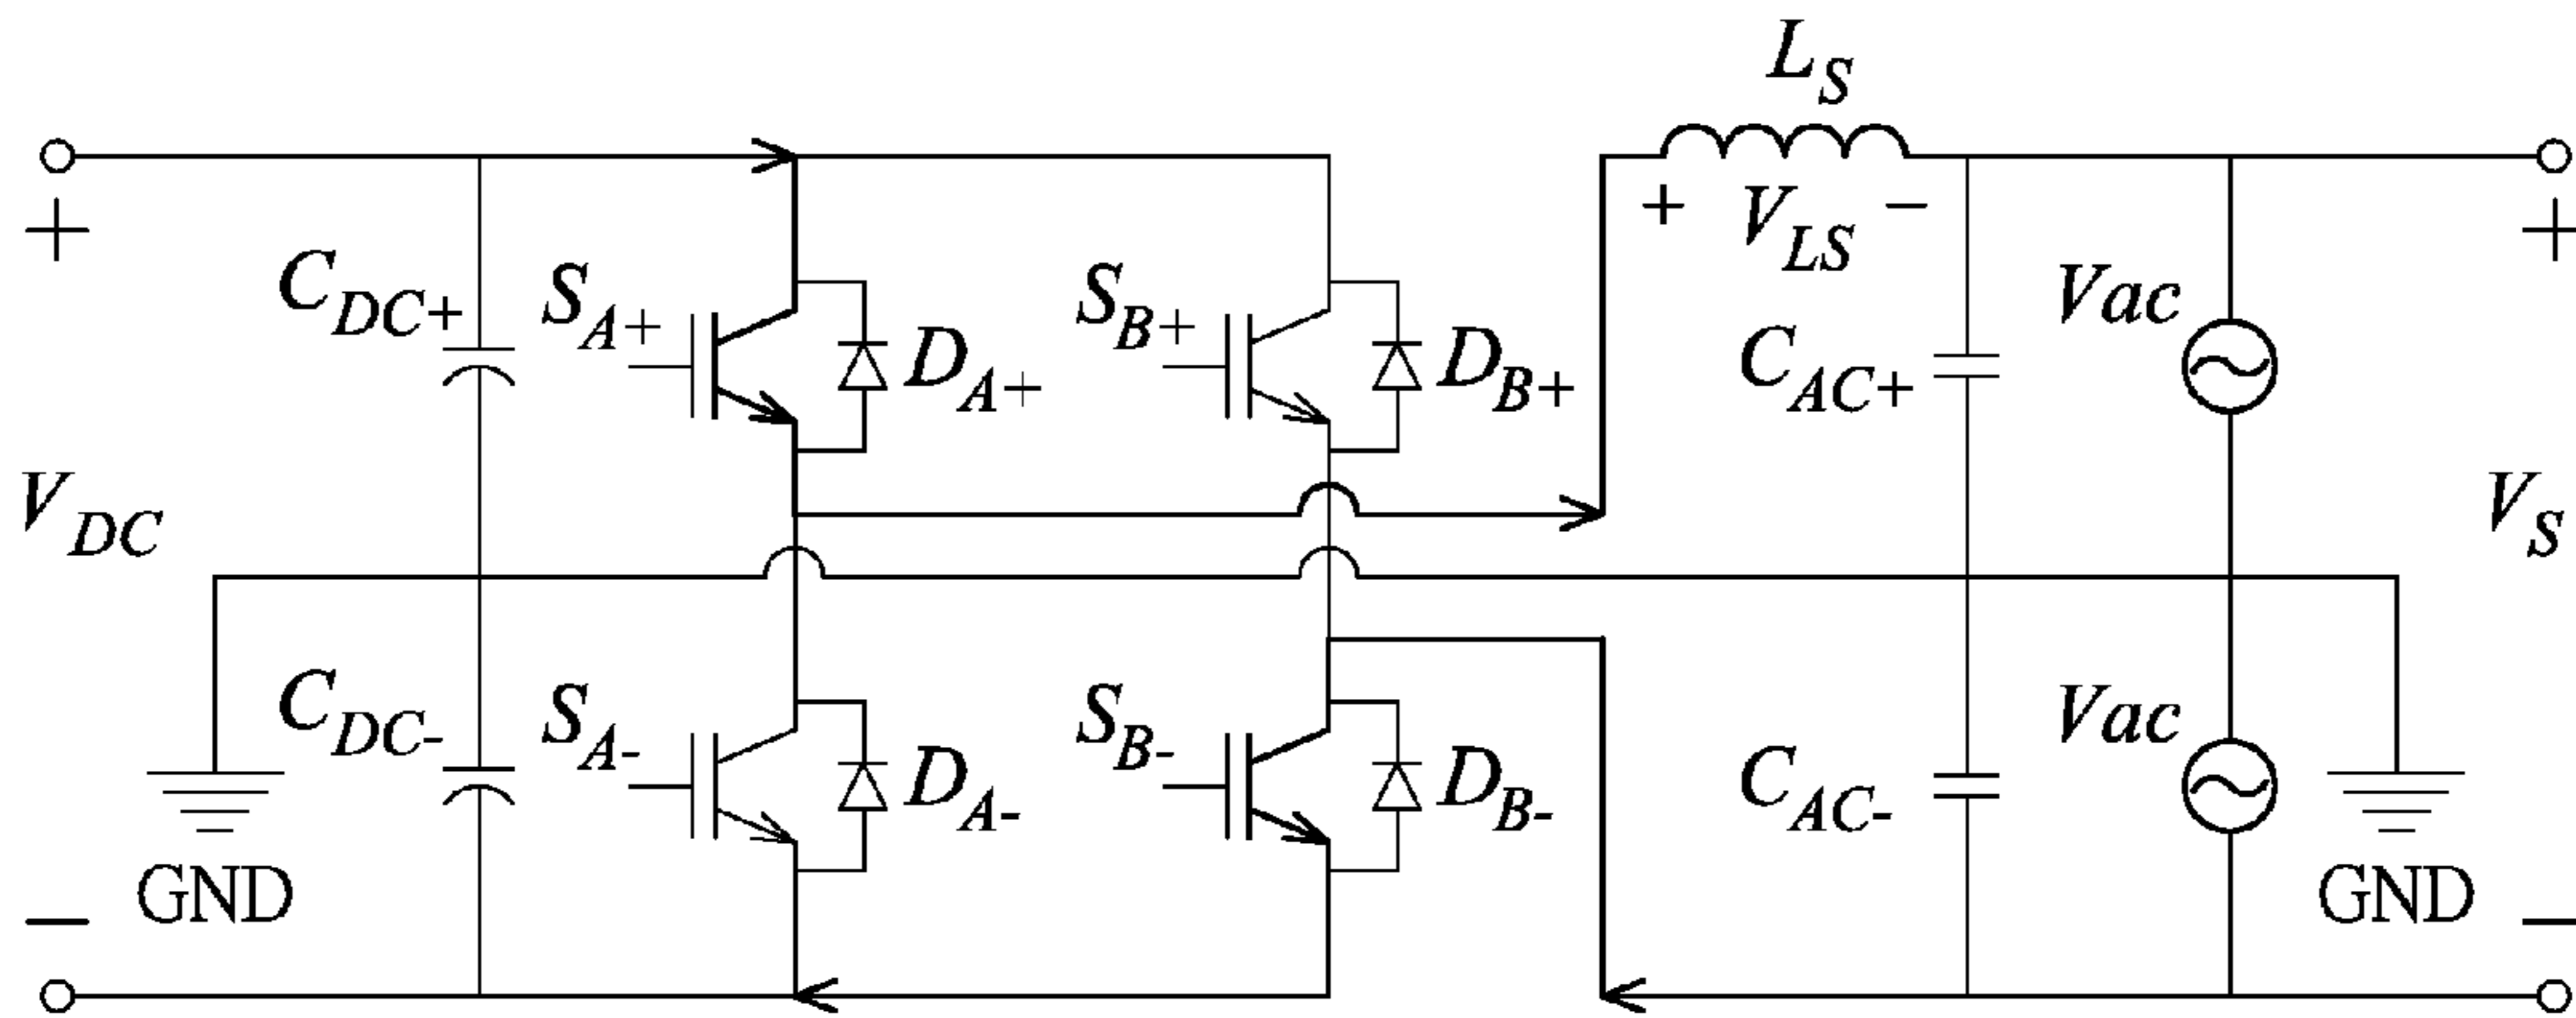 L_S
+ V_LS −
+
+
C_DC+
S_A+
D_A+
S_B+
D_B+
C_AC+
Vac
V_DC
V_S
C_DC-
S_A-
D_A-
S_B-
D_B-
C_AC-
Vac
GND
GND
−
−